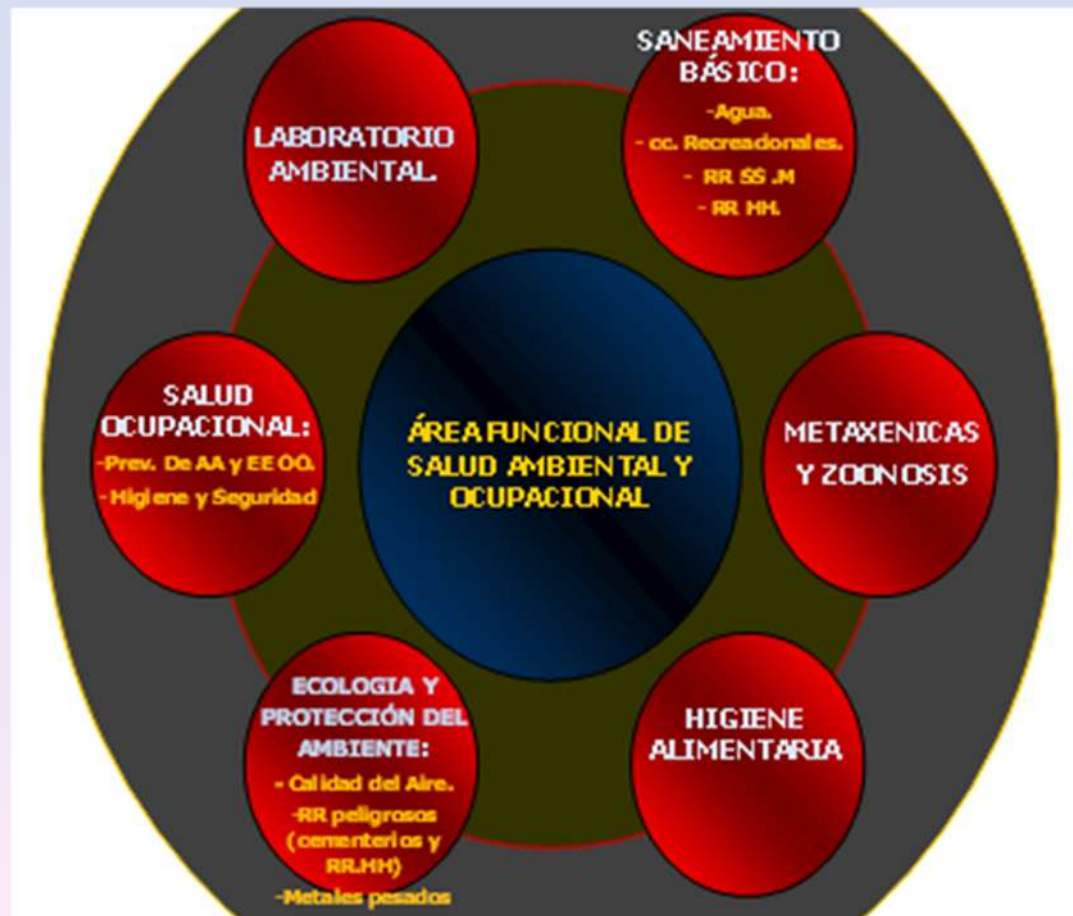 SANEAMIENTO
BÁSICO:
-Agua.
- cc. Recreacionales.
- RR SS .M
- RR HH.
LABORATORIO
AMBIENTAL.
SALUD
OCUPACIONAL:
-Prev. De AA y EE OO.
-Higiene y Seguridad
ÁREA FUNCIONAL DE
SALUD AMBIENTAL Y
OCUPACIONAL
METAXENICAS
Y ZOONOSIS
ECOLOGIA Y
PROTECCIÓN DEL
AMBIENTE:
- Calidad del Aire.
-RR peligrosos
(cementerios y
RR.HH)
-Metales pesados
HIGIENE
ALIMENTARIA